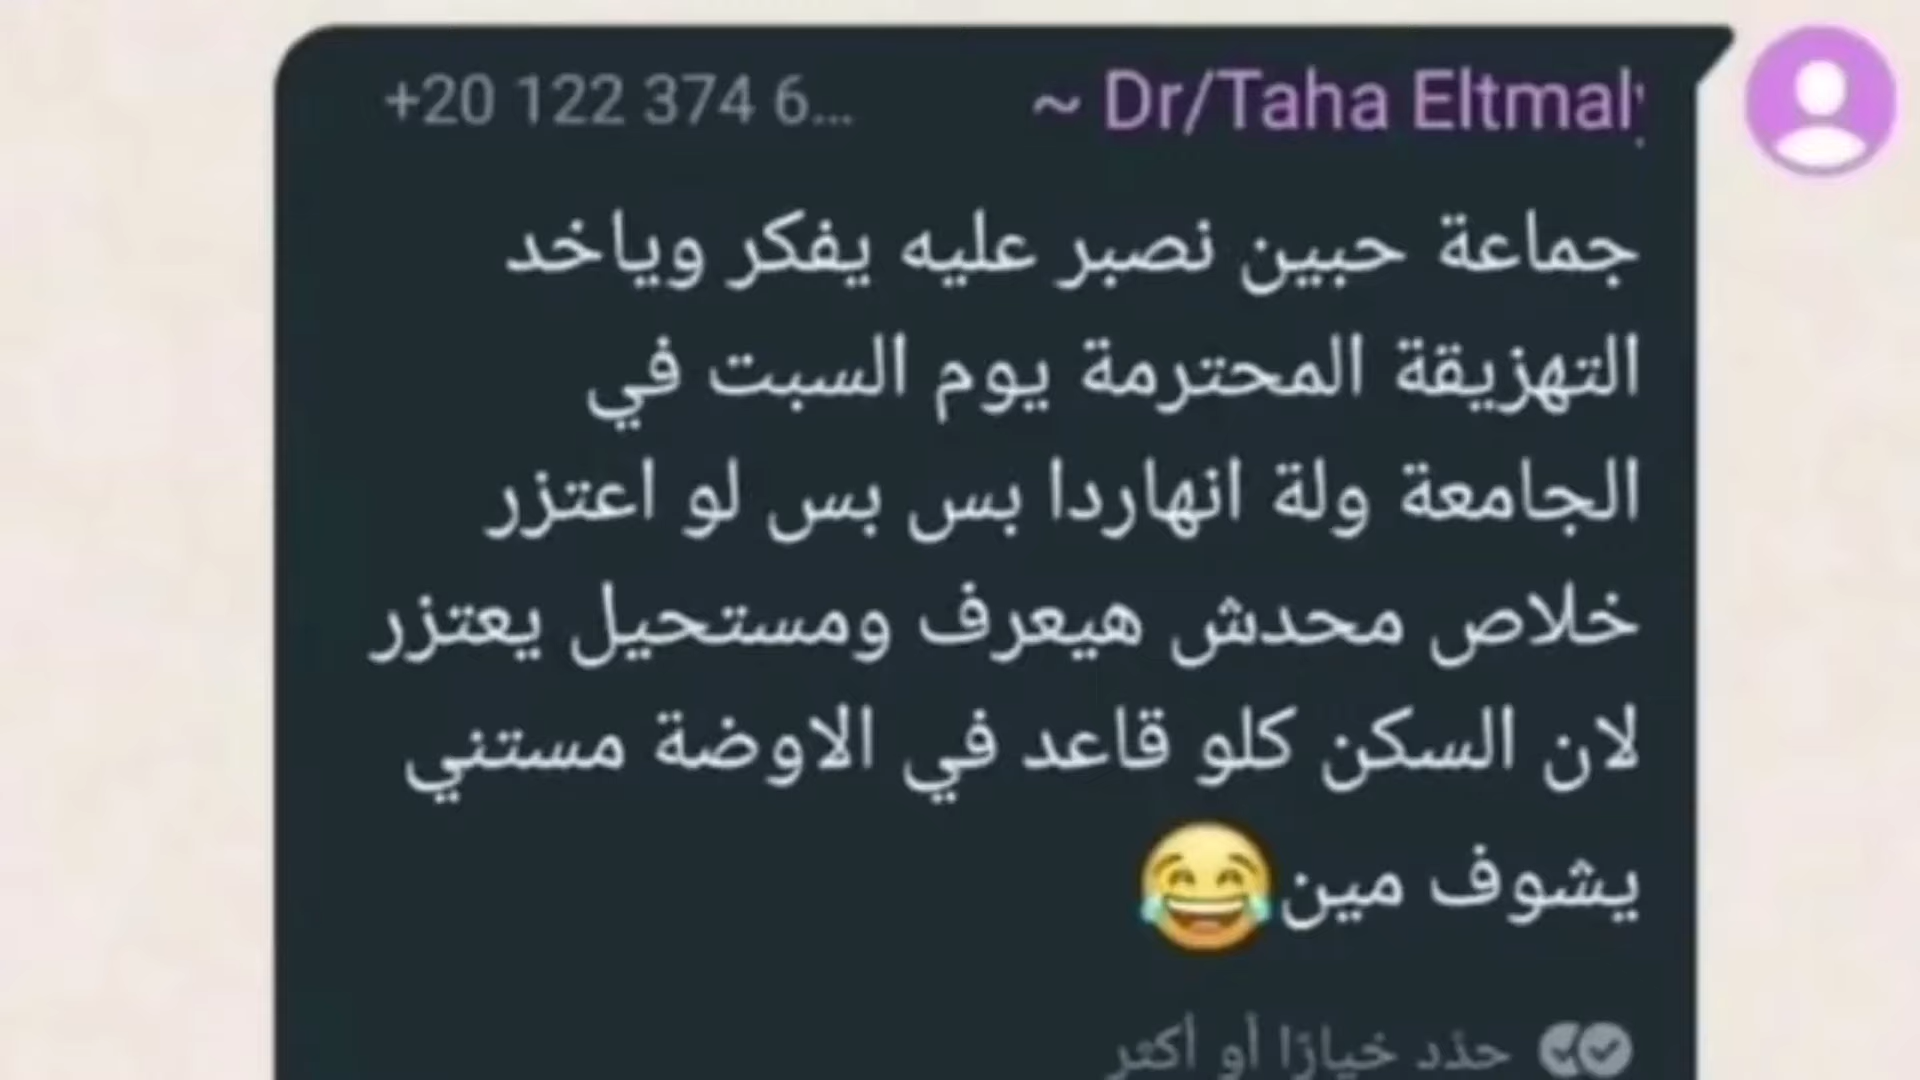 ~ Dr/Taha Eltmaly +20 122 374 6...
جماعة حبين نصبر عليه يفكر وياخد
التهزيقة المحترمة يوم السبت في
الجامعة ولة انهاردا بس بس لو اعتزر
خلاص محدش هيعرف ومستحيل يعتزر
لان السكن كلو قاعد في الاوضة مستني
يشوف مين😂
حدّد خيارًا أو أكثر